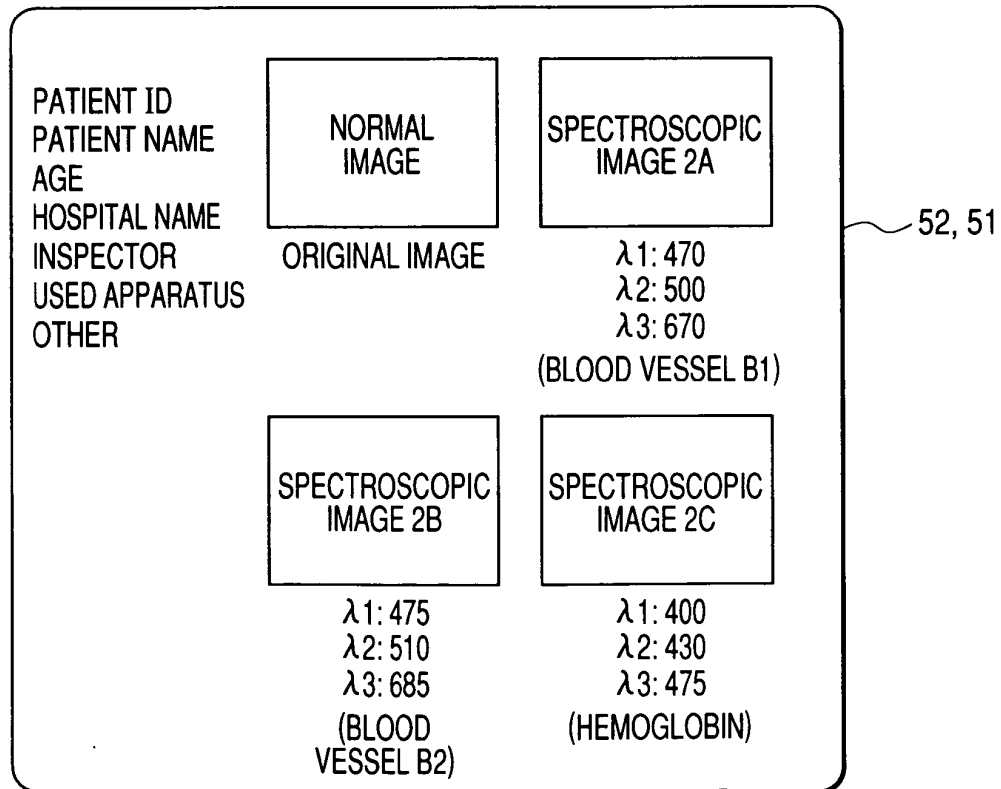 PATIENT ID
PATIENT NAME
AGE
HOSPITAL NAME
INSPECTOR
USED APPARATUS
OTHER
NORMAL
IMAGE
ORIGINAL IMAGE
SPECTROSCOPIC
IMAGE 2A
λ1: 470
λ2: 500
λ3: 670
(BLOOD VESSEL B1)
52, 51
SPECTROSCOPIC
IMAGE 2B
λ1: 475
λ2: 510
λ3: 685
(BLOOD
VESSEL B2)
SPECTROSCOPIC
IMAGE 2C
λ1: 400
λ2: 430
λ3: 475
(HEMOGLOBIN)